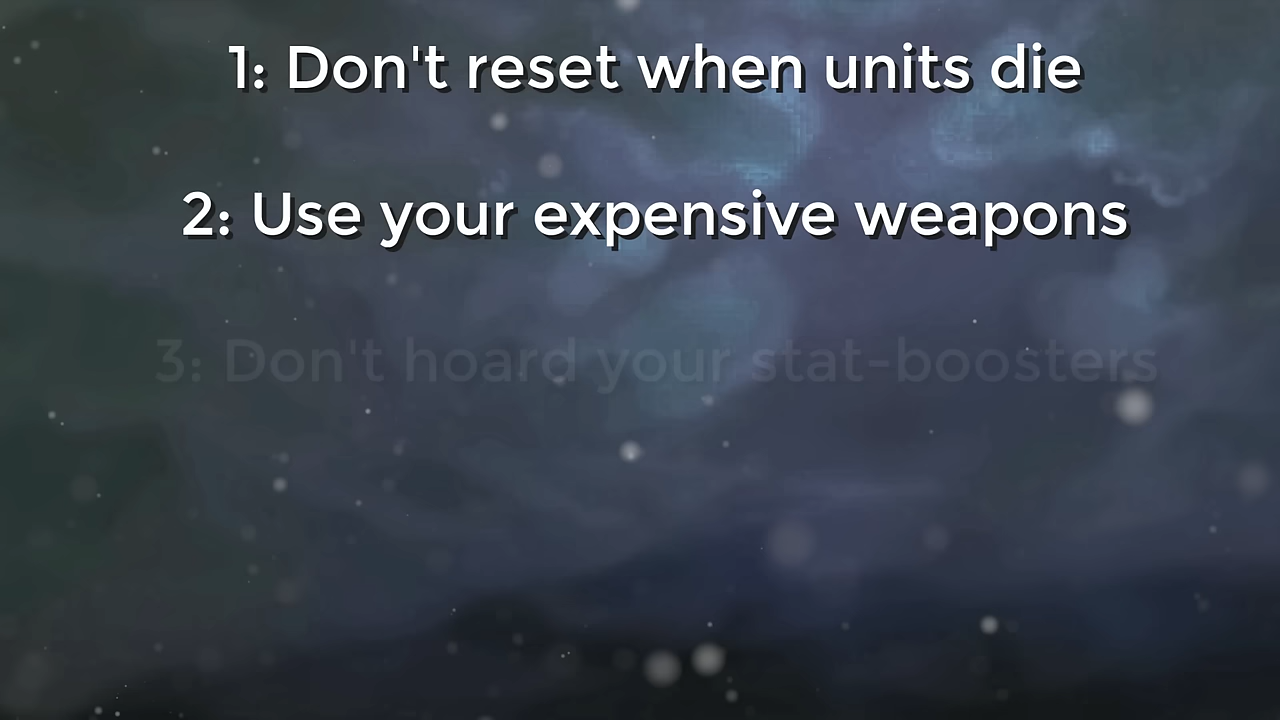 1: Don't reset when units die
2: Use your expensive weapons
3: Don't hoard your stat-boosters